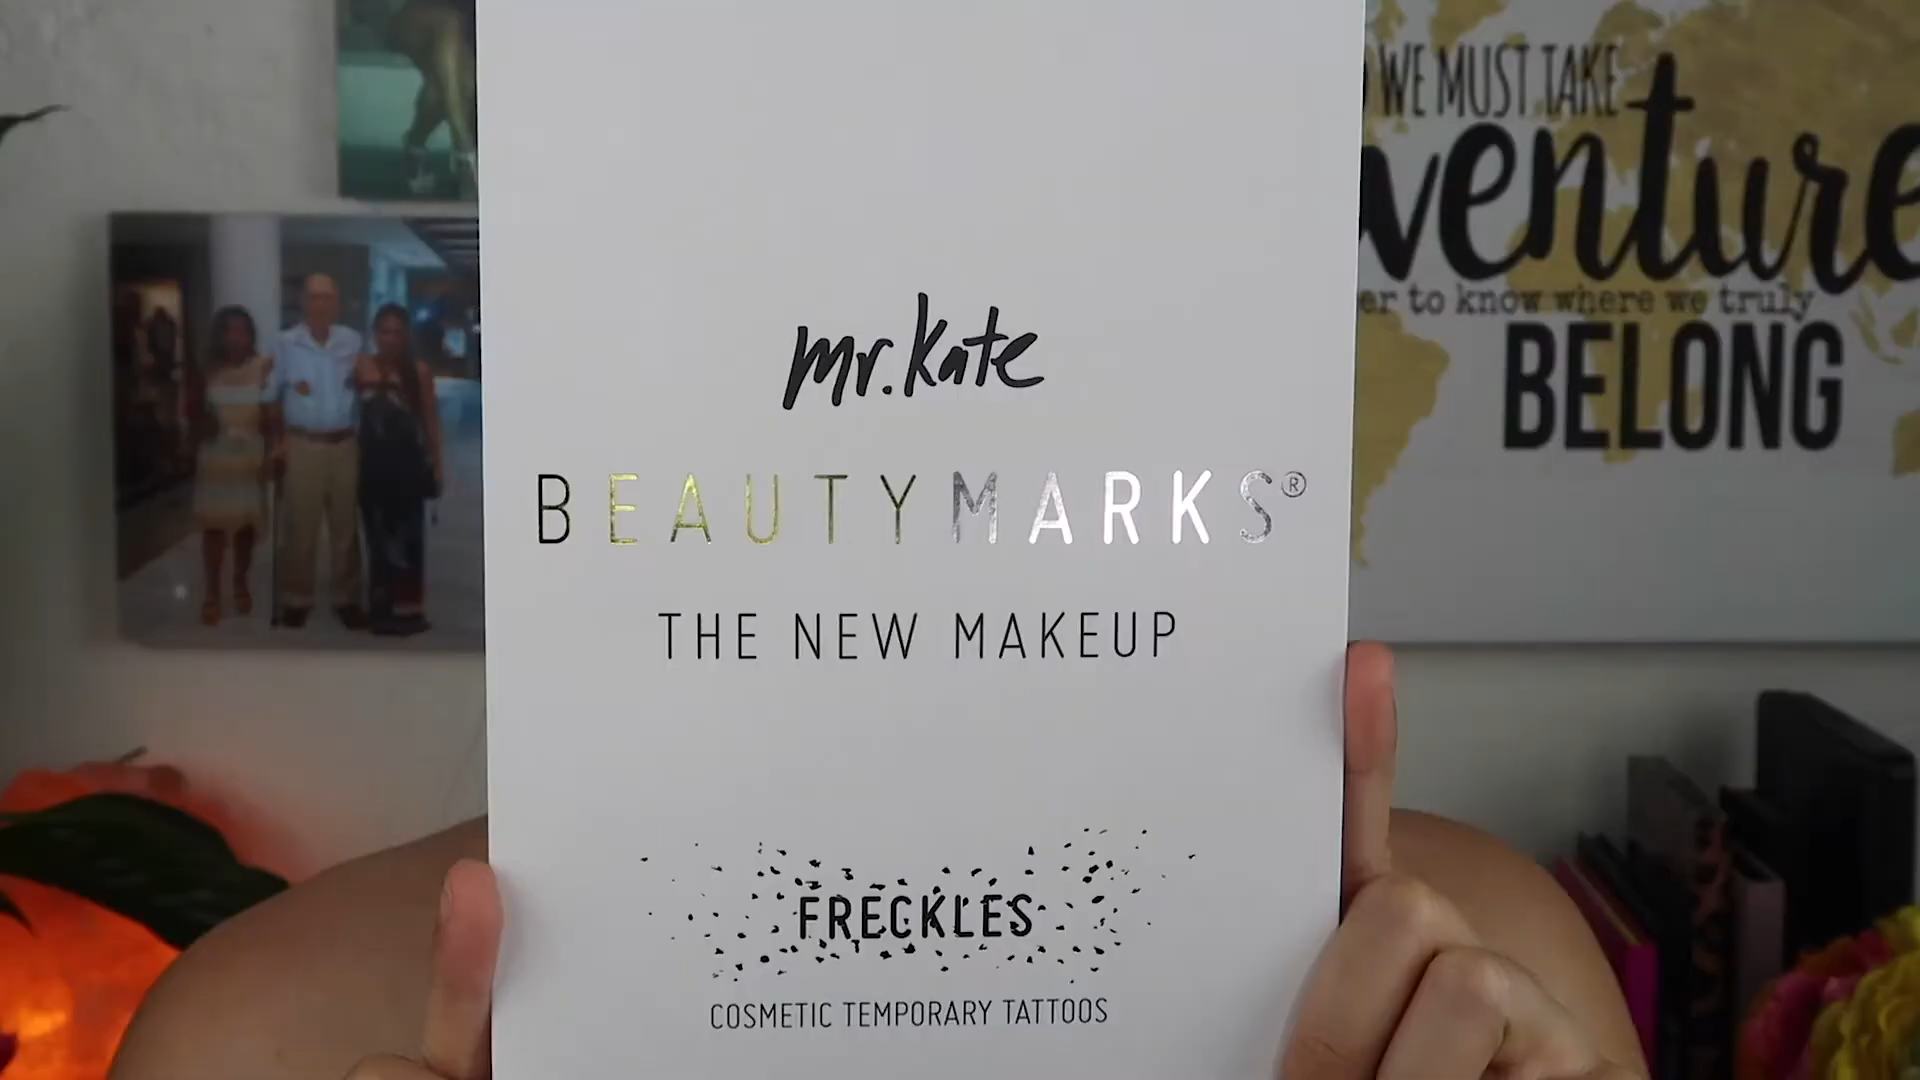 mr.kate
BEAUTYMARKS®
THE NEW MAKEUP
FRECKLES
COSMETIC TEMPORARY TATTOOS
WE MUST TAKE
venture
er to know where we truly
BELONG